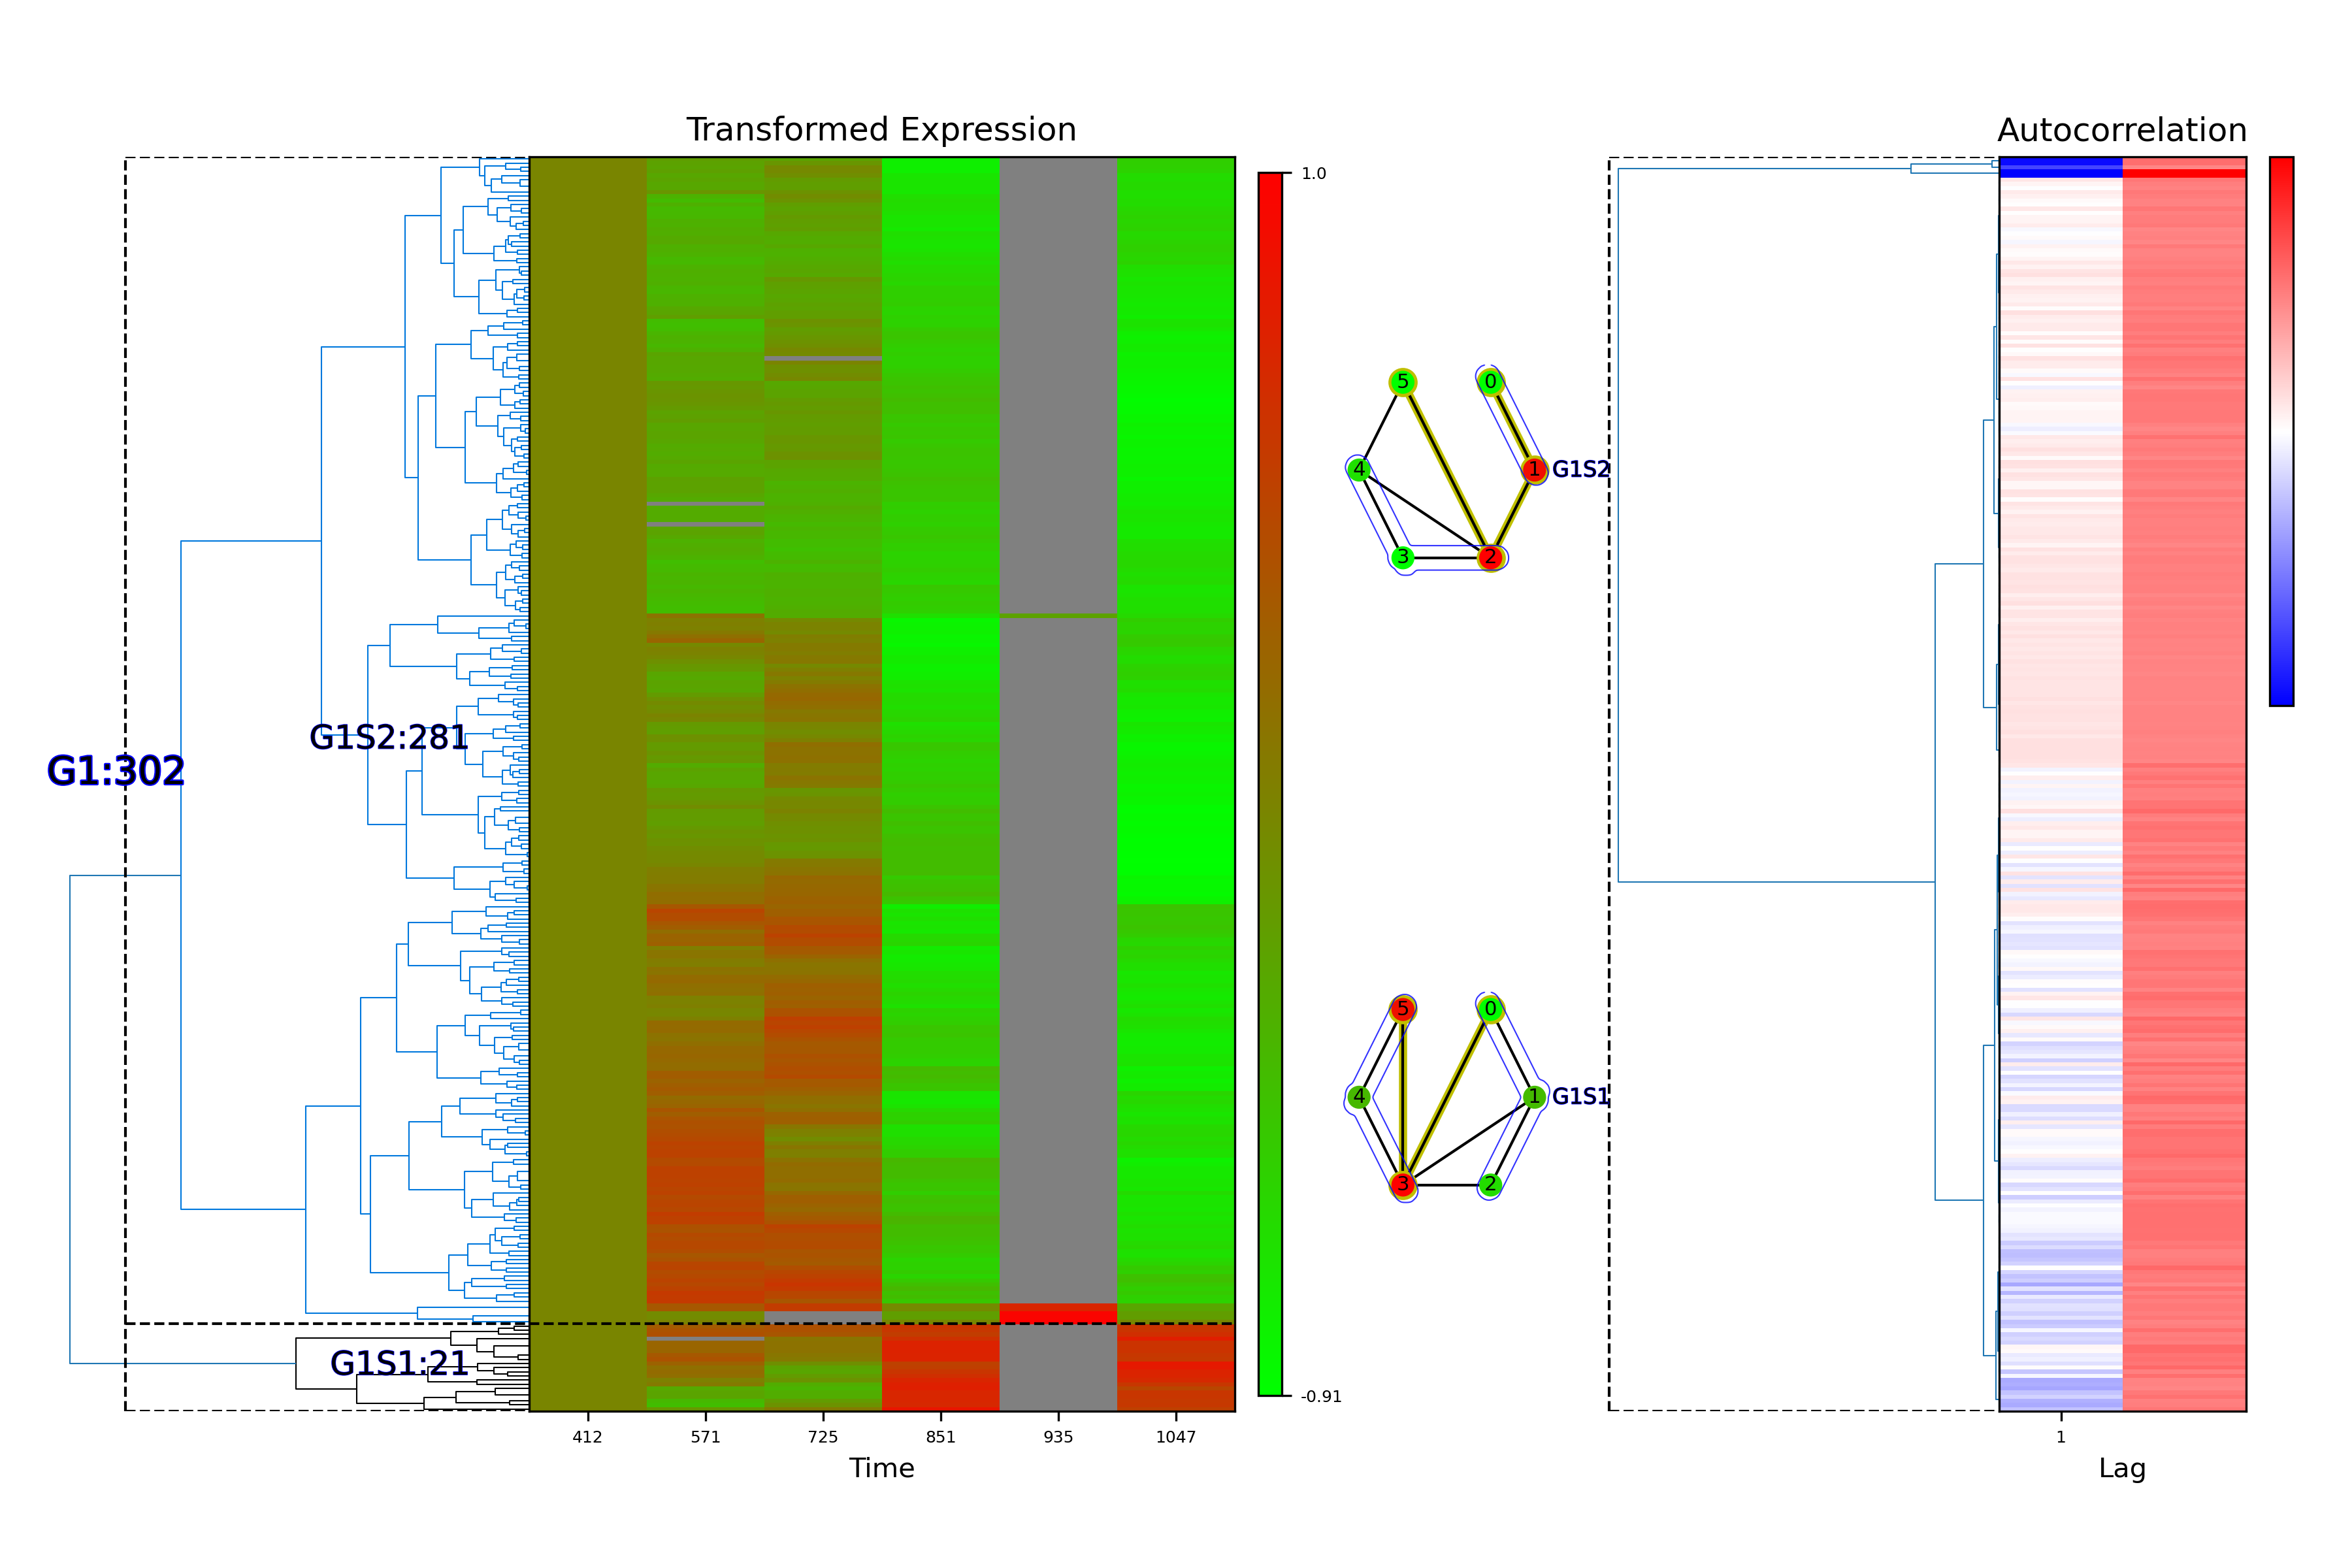 Transformed Expression
Autocorrelation
1.0
5 0
4 1 G1S2
3 2
G1S2:281
G1:302
5 0
4 1 G1S1
3 2
G1S1:21
-0.91
412 571 725 851 935 1047
1
Time
Lag